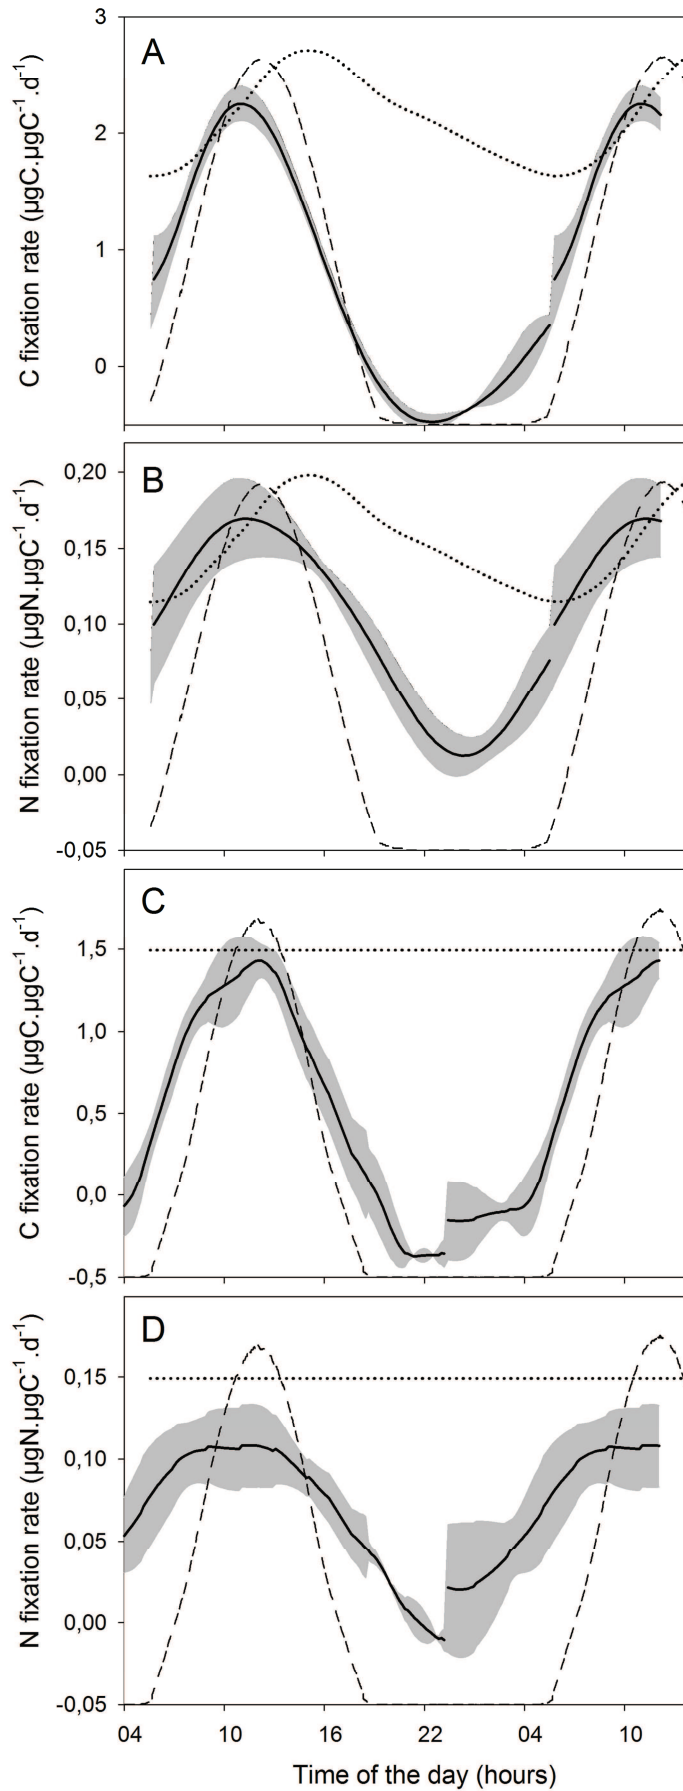 A
3
2
1
0
C fixation rate (µgC.µgC⁻¹.d⁻¹)
B
0,20
0,15
0,10
0,05
0,00
-0,05
N fixation rate (µgN.µgC⁻¹.d⁻¹)
C
1,5
1,0
0,5
0,0
-0,5
C fixation rate (µgC.µgC⁻¹.d⁻¹)
D
0,15
0,10
0,05
0,00
-0,05
N fixation rate (µgN.µgC⁻¹.d⁻¹)
04 10 16 22 04 10
Time of the day (hours)